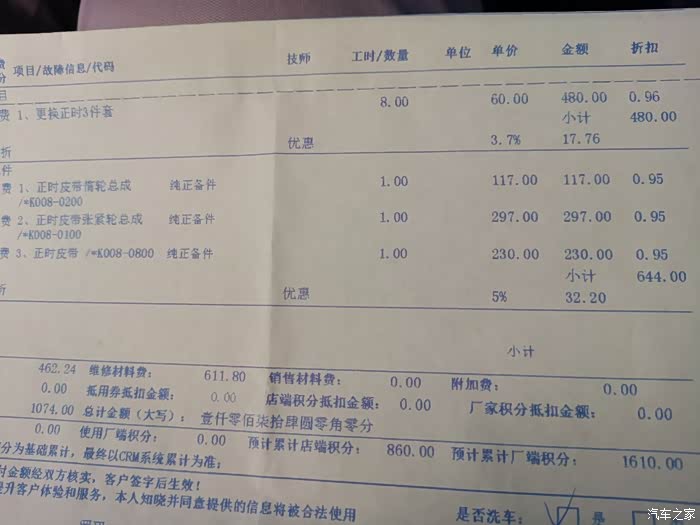 费 项目/故障信息/代码 技师 工时/数量 单位 单价 金额 折扣
分
目
费 1、更换正时3件套 8.00 60.00 480.00 0.96
小计 480.00
优惠 3.7% 17.76
折
件
费 1、正时皮带惰轮总成 纯正备件 1.00 117.00 117.00 0.95
/*K008-0200
费 2、正时皮带张紧轮总成 纯正备件 1.00 297.00 297.00 0.95
/*K008-0100
费 3、正时皮带 /*K008-0800 纯正备件 1.00 230.00 230.00 0.95
小计 644.00
折 优惠 5% 32.20
小计
462.24 维修材料费: 611.80 销售材料费: 0.00 附加费: 0.00
0.00 抵用券抵扣金额: 0.00 店端积分抵扣金额: 0.00 厂家积分抵扣金额: 0.00
1074.00 总计金额(大写): 壹仟零佰柒拾肆圆零角零分
0.00 使用厂端积分: 0.00 预计累计店端积分: 860.00 预计累计厂端积分: 1610.00
分为基础累计,最终以CRM系统累计为准;
付金额经双方核实,客户签字后生效!
提升客户体验和服务,本人知晓并同意提供的信息将被合法使用
是否洗车: 是
汽车之家